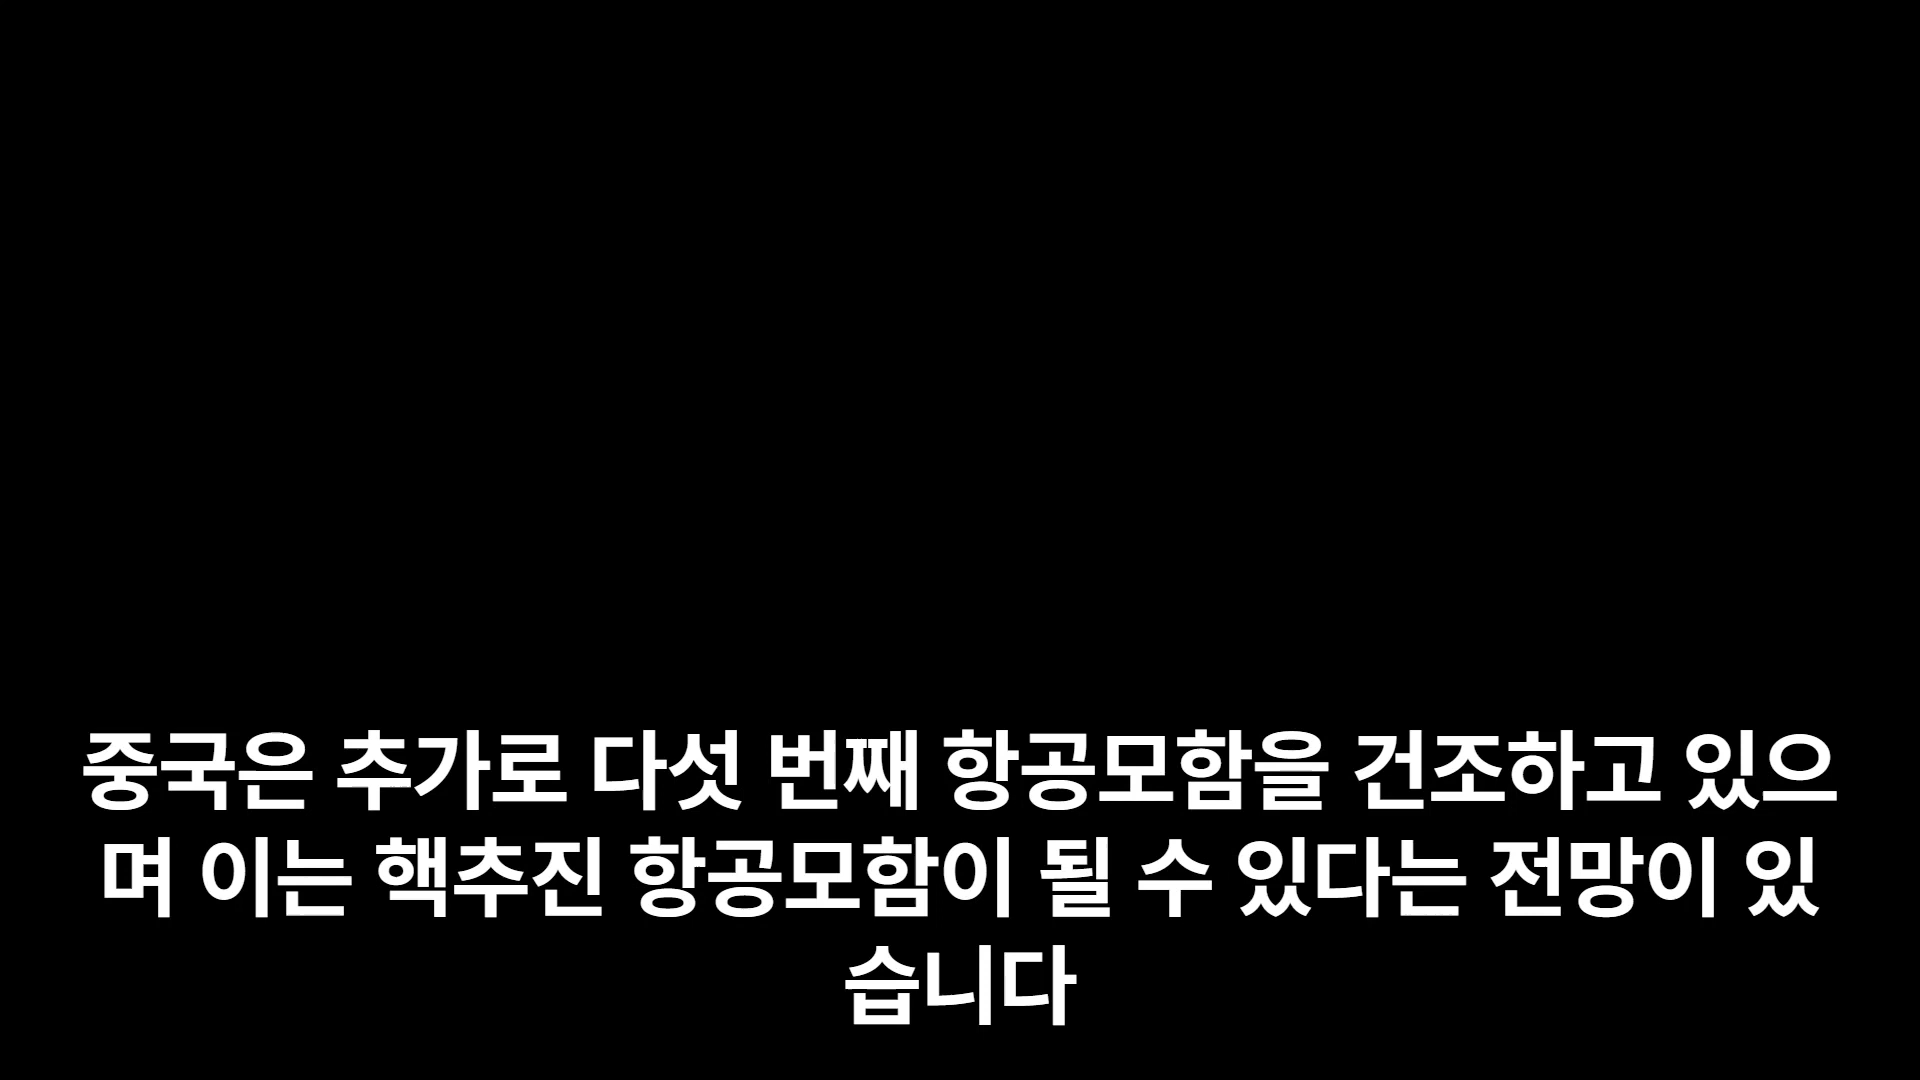 중국은 추가로 다섯 번째 항공모함을 건조하고 있으
며 이는 핵추진 항공모함이 될 수 있다는 전망이 있
습니다